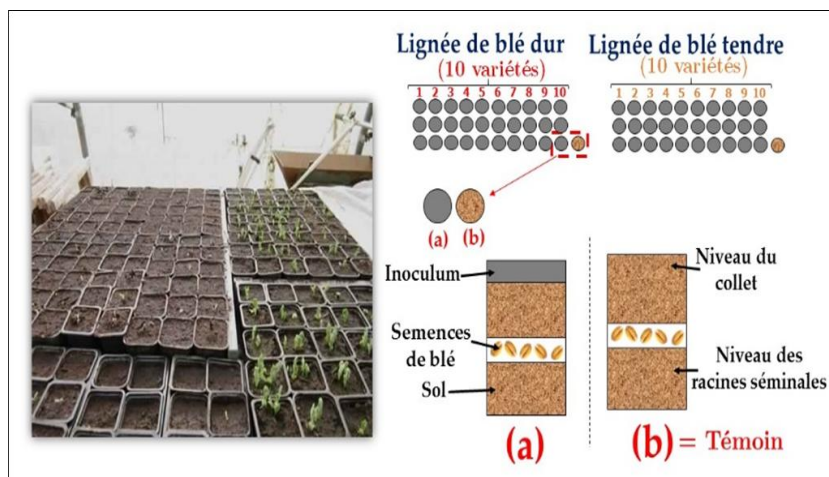 Lignée de blé dur
(10 variétés)
1 2 3 4 5 6 7 8 9 10
Lignée de blé tendre
(10 variétés)
1 2 3 4 5 6 7 8 9 10
(a) (b)
Inoculum
Semences
de blé
Sol
(a)
Niveau du
collet
Niveau des
racines séminales
(b) = Témoin